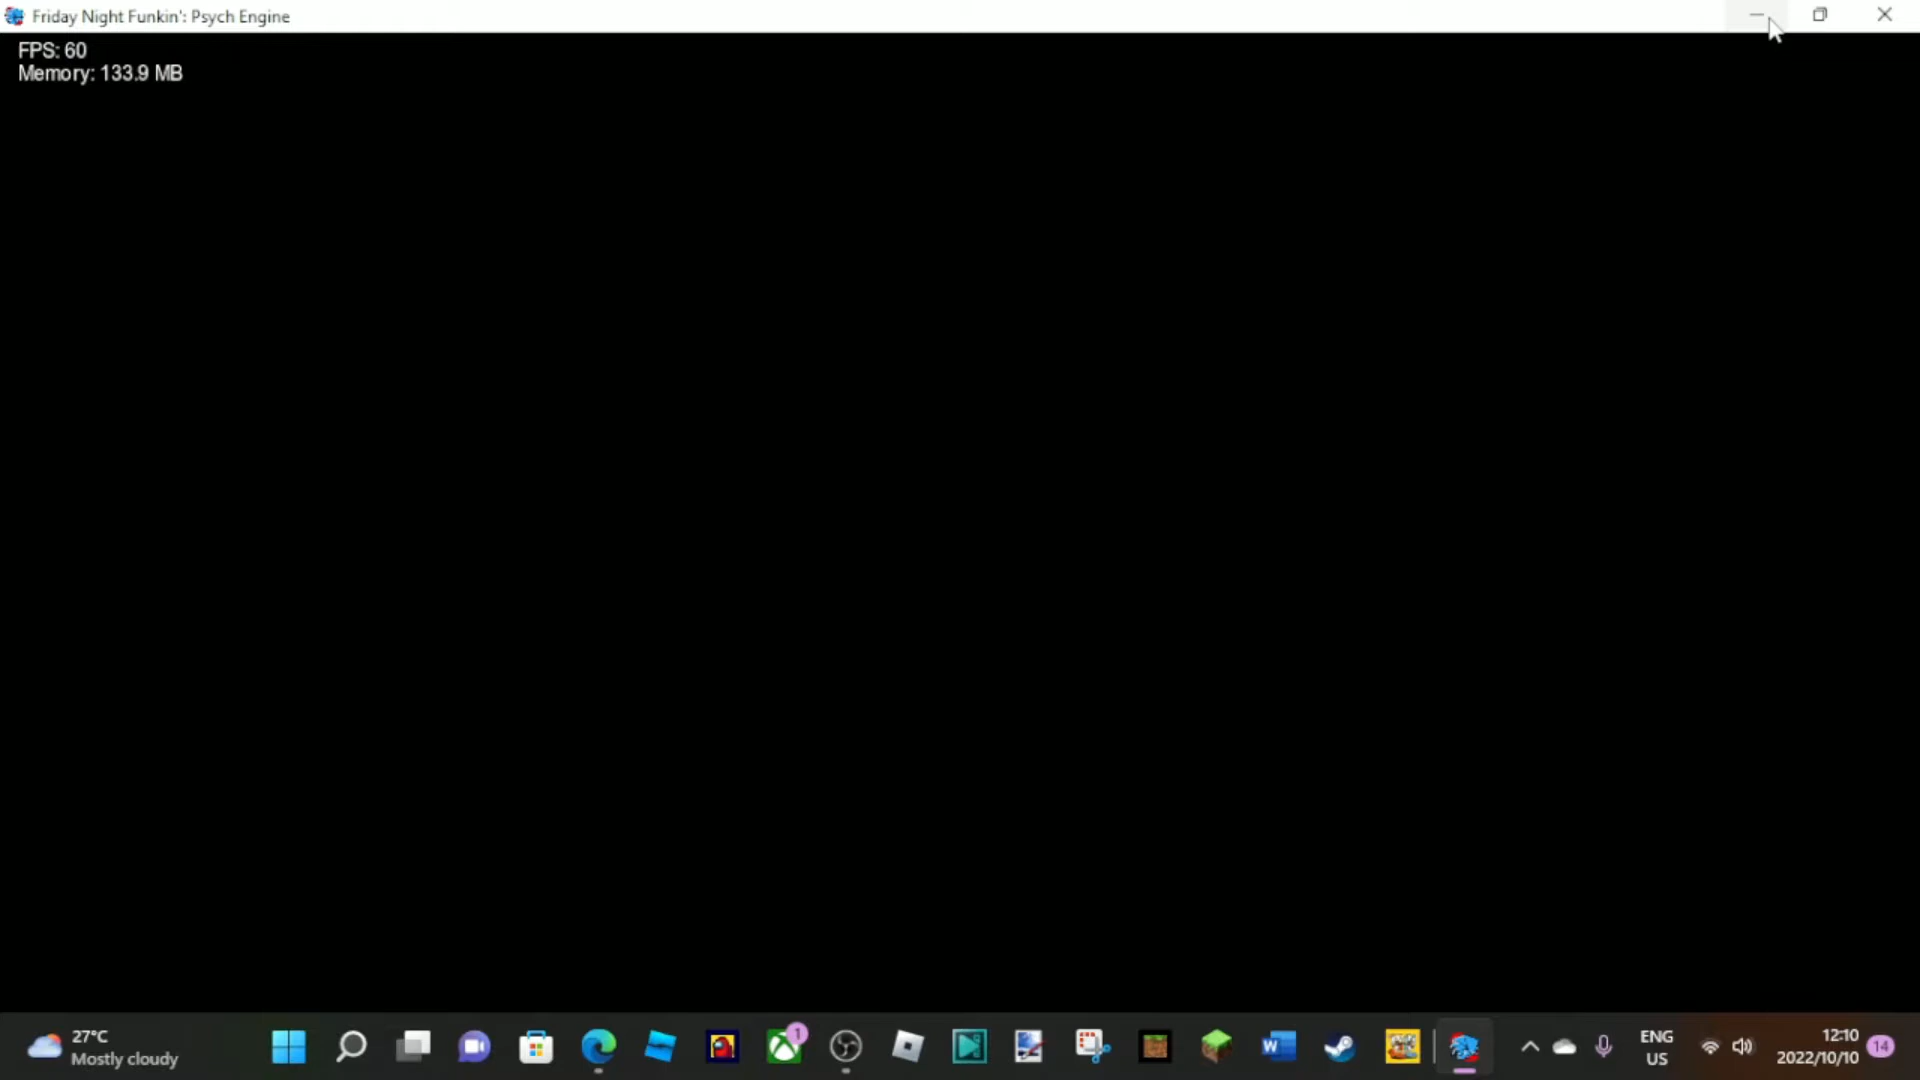 Friday Night Funkin': Psych Engine
FPS: 60
Memory: 133.9 MB
27°C
Mostly cloudy
1
W
ENG
US
12:10
2022/10/10
14